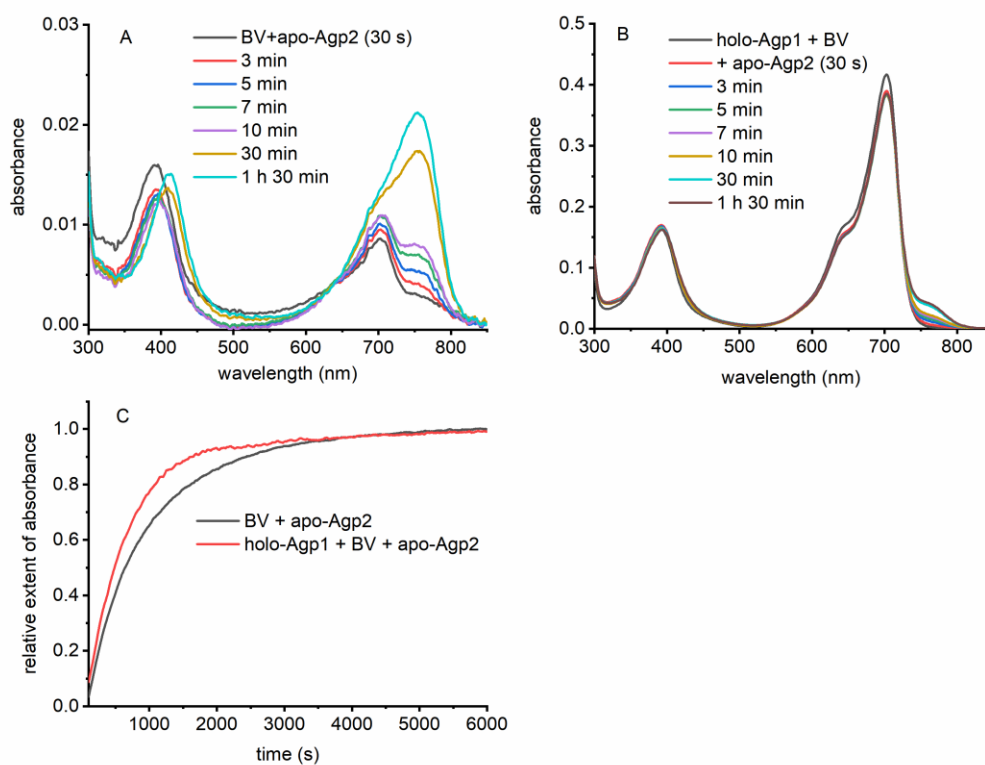 A
BV+apo-Agp2 (30 s)
3 min
5 min
7 min
10 min
30 min
1 h 30 min
0.03
0.02
0.01
0.00
absorbance
300 400 500 600 700 800
wavelength (nm)
B
holo-Agp1 + BV
+ apo-Agp2 (30 s)
3 min
5 min
7 min
10 min
30 min
1 h 30 min
0.5
0.4
0.3
0.2
0.1
0.0
absorbance
300 400 500 600 700 800
wavelength (nm)
C
BV + apo-Agp2
holo-Agp1 + BV + apo-Agp2
1.0
0.8
0.6
0.4
0.2
0.0
relative extent of absorbance
1000 2000 3000 4000 5000 6000
time (s)